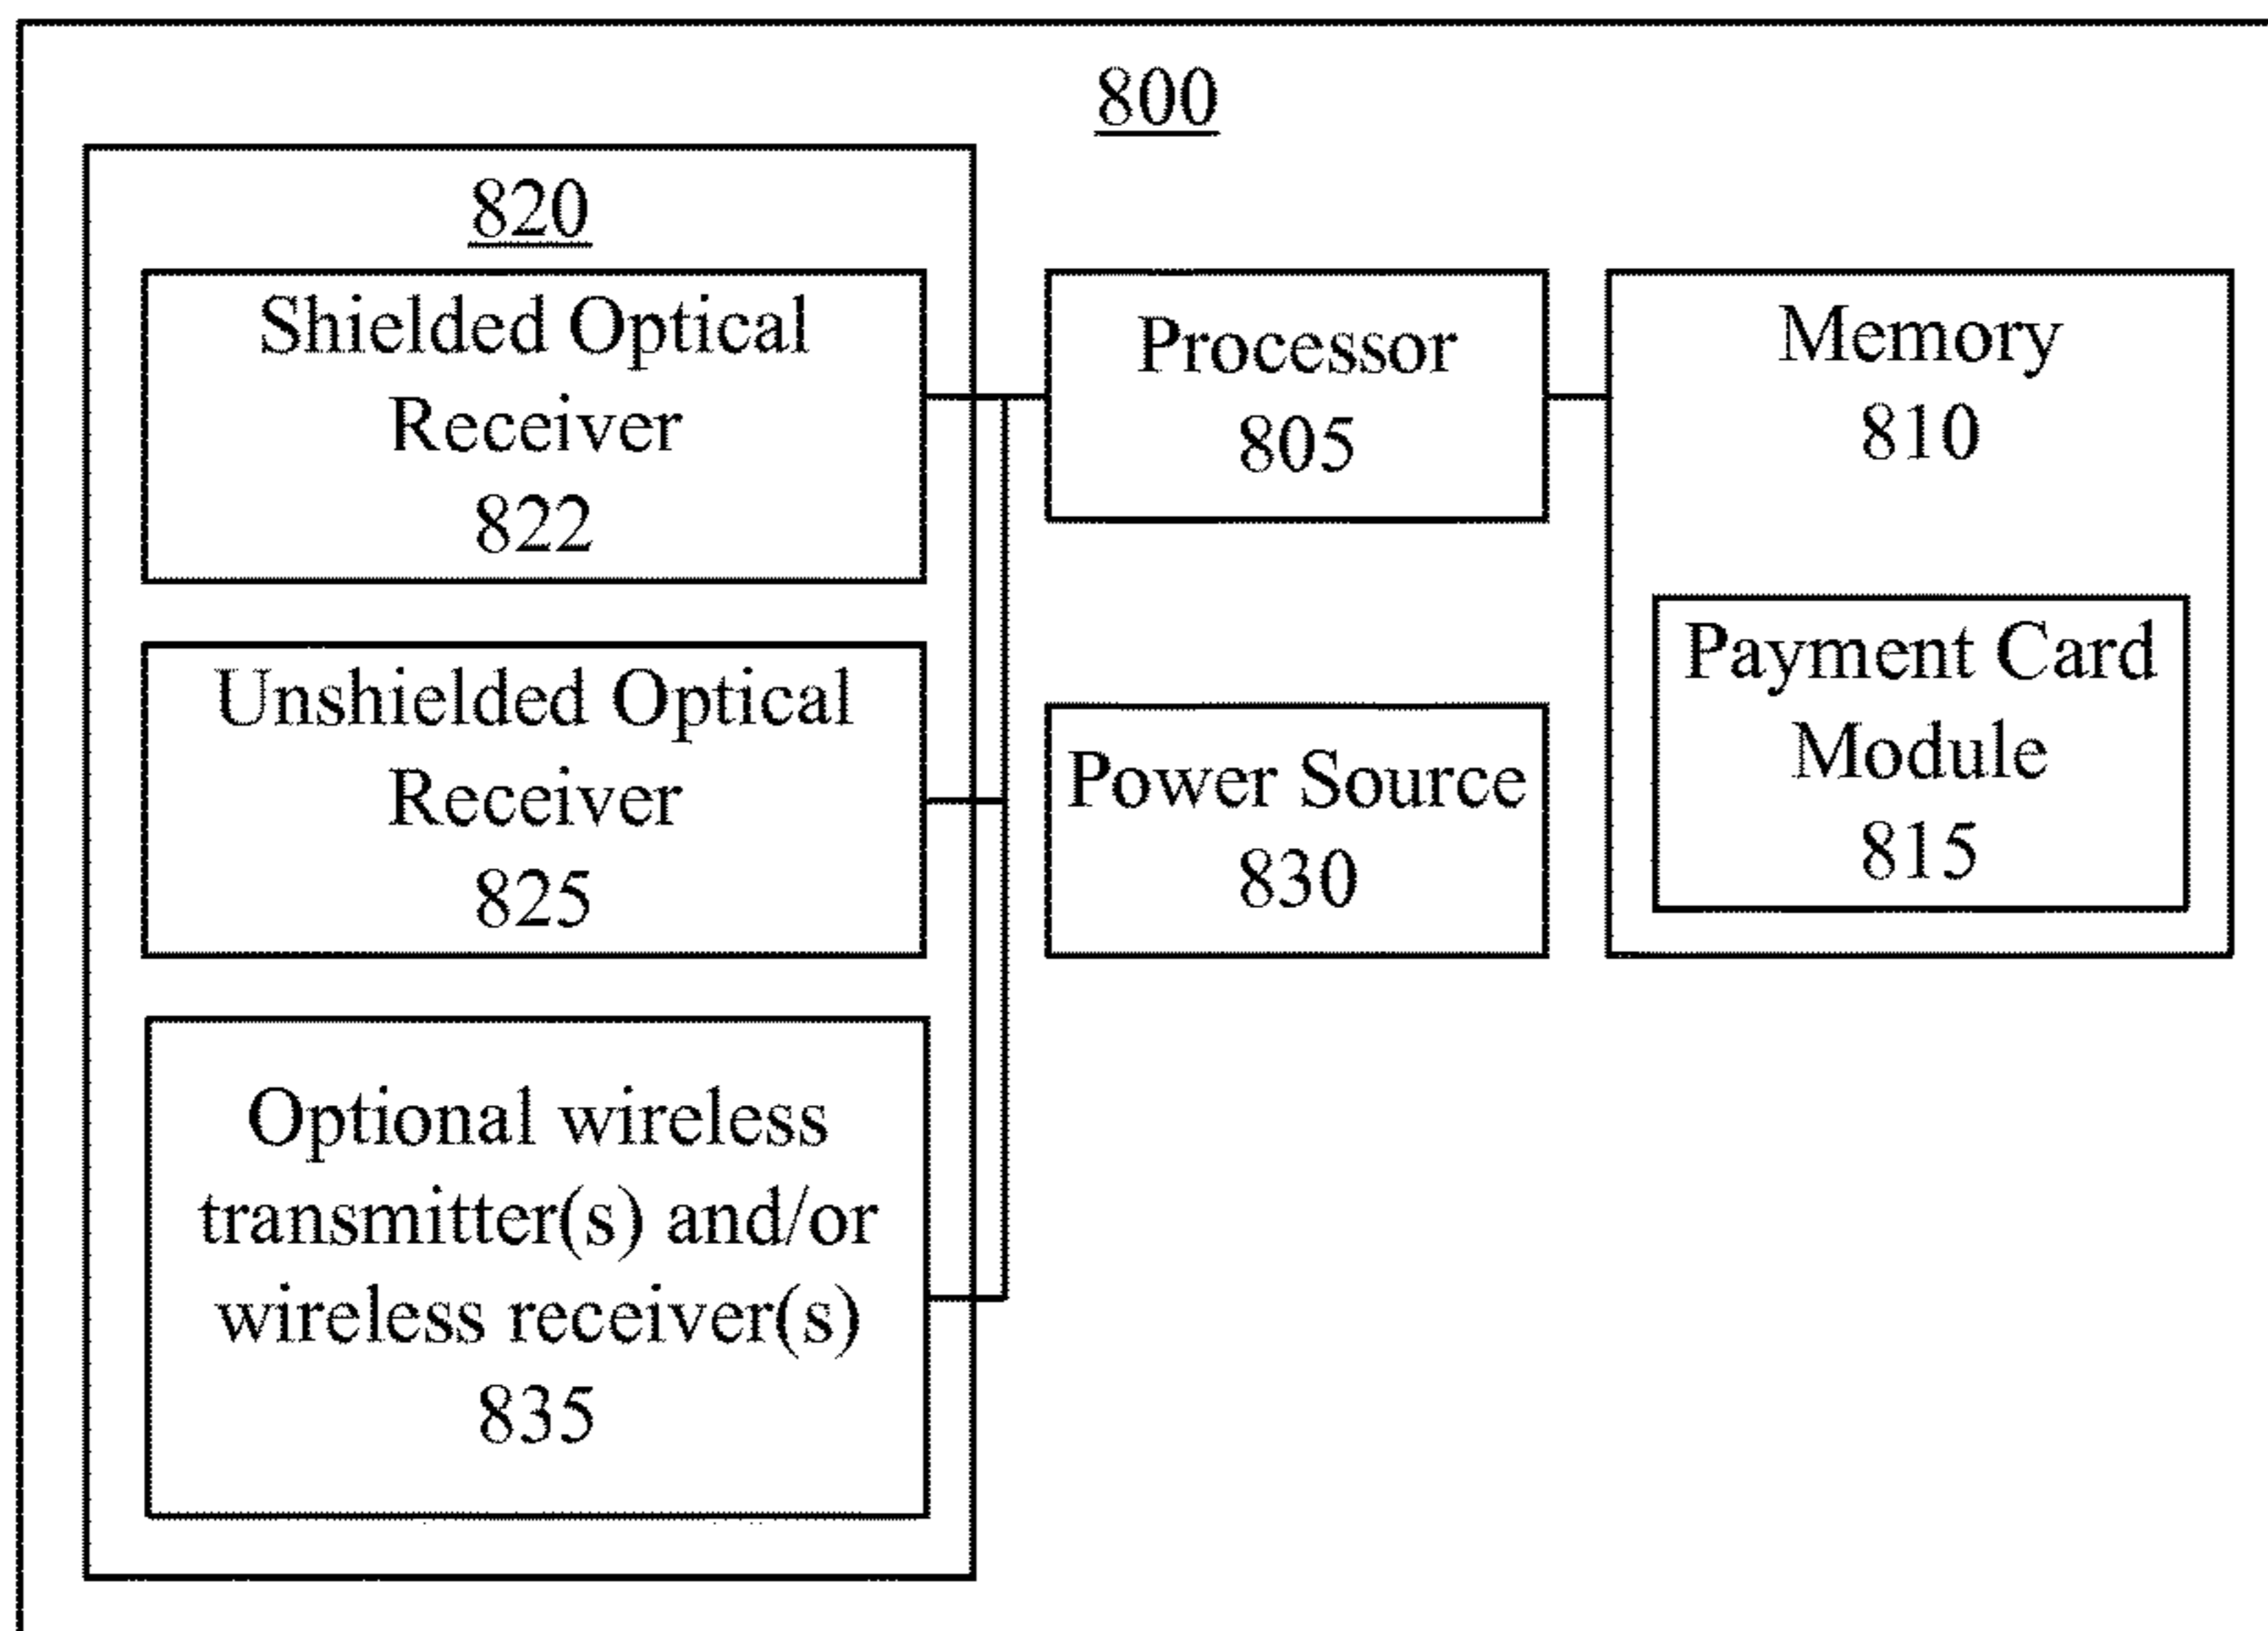 800
820
Shielded Optical
Receiver
822
Unshielded Optical
Receiver
825
Optional wireless
transmitter(s) and/or
wireless receiver(s)
835
Processor
805
Power Source
830
Memory
810
Payment Card
Module
815